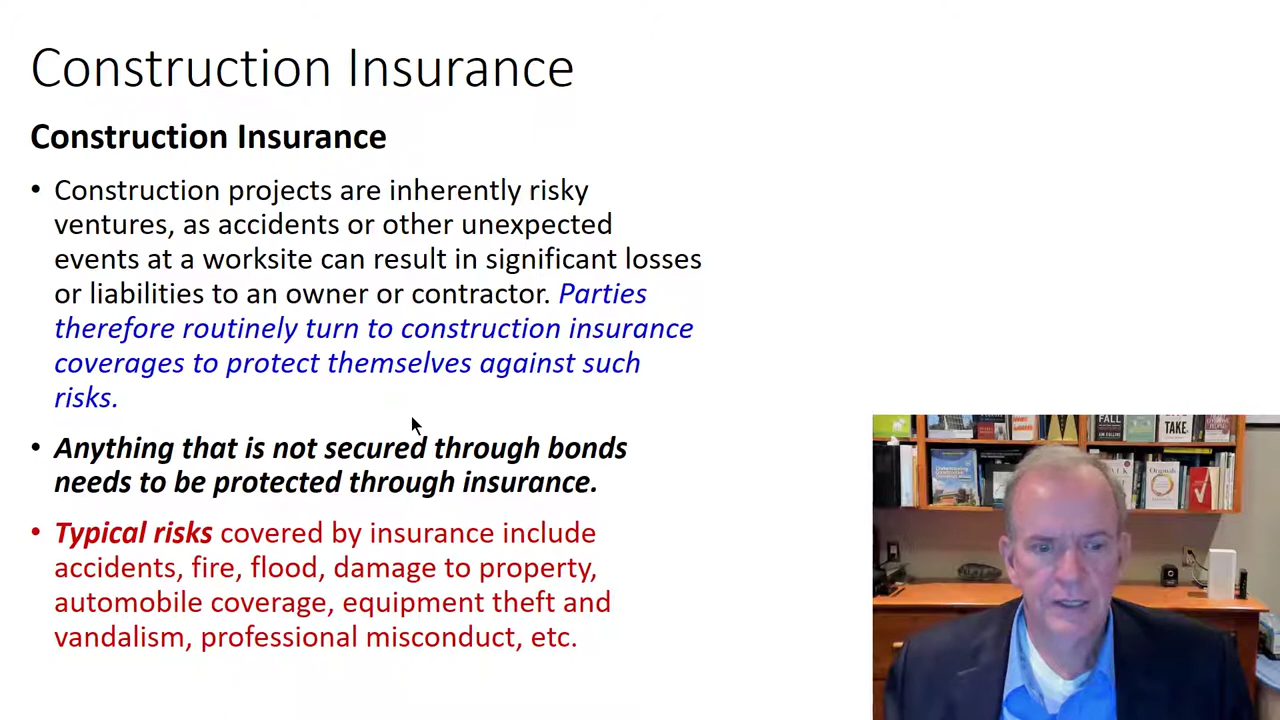 Construction Insurance
Construction Insurance
• Construction projects are inherently risky
ventures, as accidents or other unexpected
events at a worksite can result in significant losses
or liabilities to an owner or contractor. Parties
therefore routinely turn to construction insurance
coverages to protect themselves against such
risks.
• Anything that is not secured through bonds
needs to be protected through insurance.
• Typical risks covered by insurance include
accidents, fire, flood, damage to property,
automobile coverage, equipment theft and
vandalism, professional misconduct, etc.
FALL
TAKE
Originals